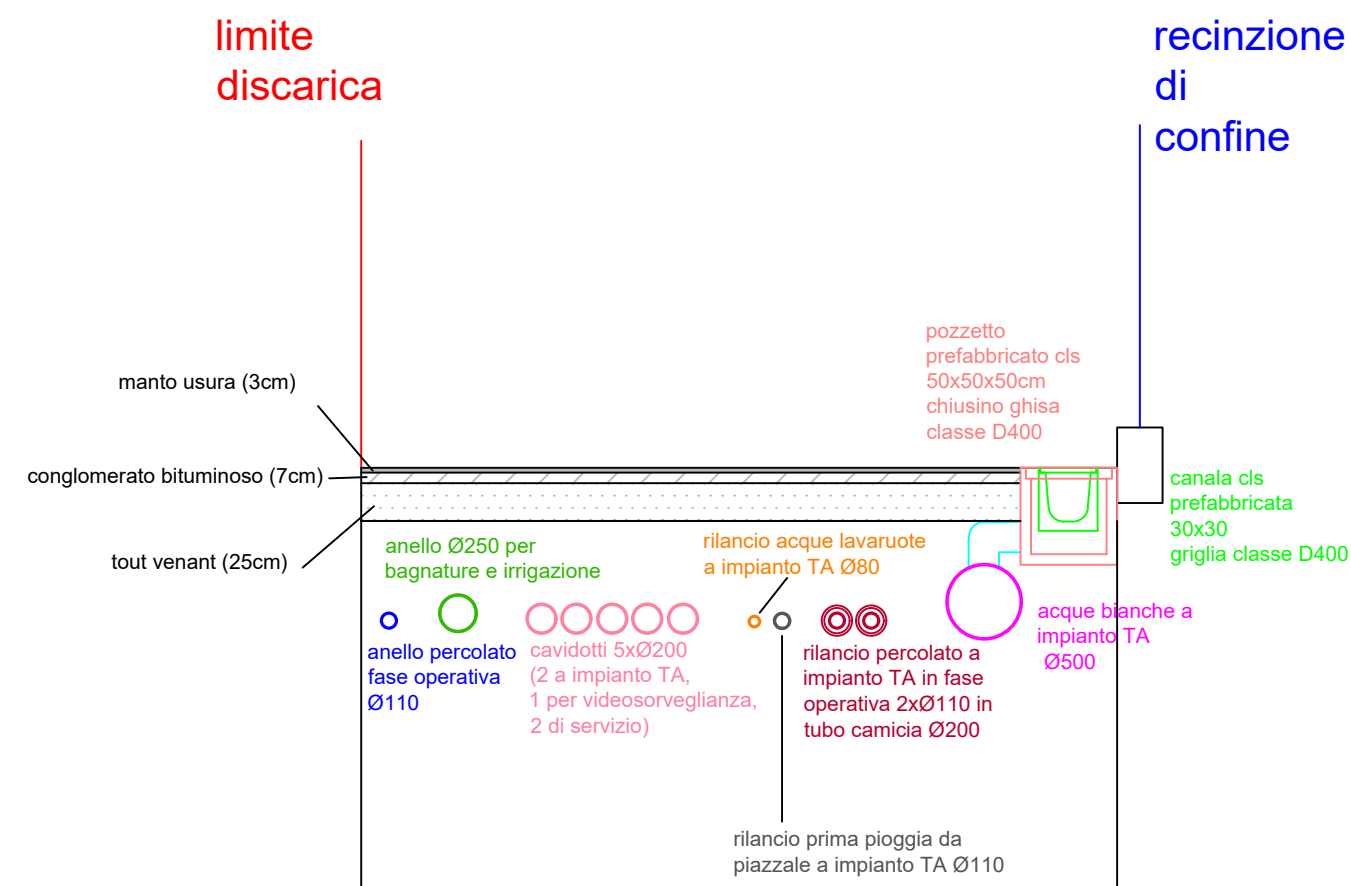 limite
discarica
recinzione
di
confine
pozzetto
prefabbricato cls
50x50x50cm
chiusino ghisa
classe D400
manto usura (3cm)
conglomerato bituminoso (7cm)
tout venant (25cm)
canala cls
prefabbricata
30x30
griglia classe D400
anello Ø250 per
bagnature e irrigazione
rilancio acque lavaruote
a impianto TA Ø80
anello percolato
fase operativa
Ø110
cavidotti 5xØ200
(2 a impianto TA,
1 per videosorveglianza,
2 di servizio)
rilancio percolato a
impianto TA in fase
operativa 2xØ110 in
tubo camicia Ø200
acque bianche a
impianto TA
Ø500
rilancio prima pioggia da
piazzale a impianto TA Ø110